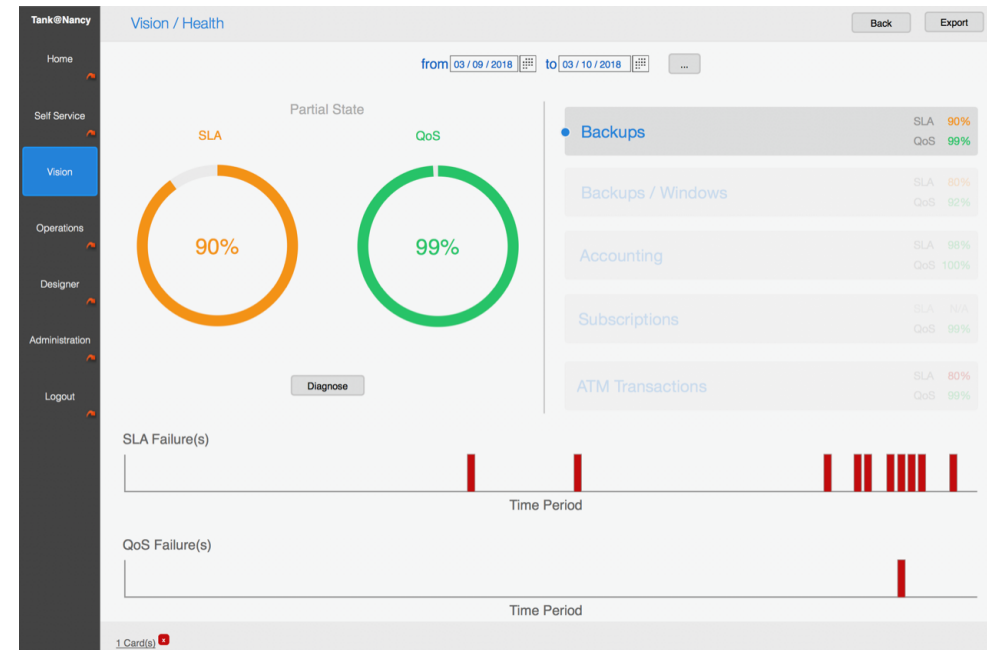 Tank@Nancy
Vision / Health
Back
Export
Home
Self Service
Vision
Operations
Designer
Administration
Logout
from 03 / 09 / 2018 to 03 / 10 / 2018 ...
Partial State
SLA
QoS
90%
99%
Diagnose
Backups
SLA 90%
QoS 99%
Backups / Windows
SLA 80%
QoS 92%
Accounting
SLA 98%
QoS 100%
Subscriptions
SLA N/A
QoS 99%
ATM Transactions
SLA 80%
QoS 99%
SLA Failure(s)
Time Period
QoS Failure(s)
Time Period
1 Card(s) x